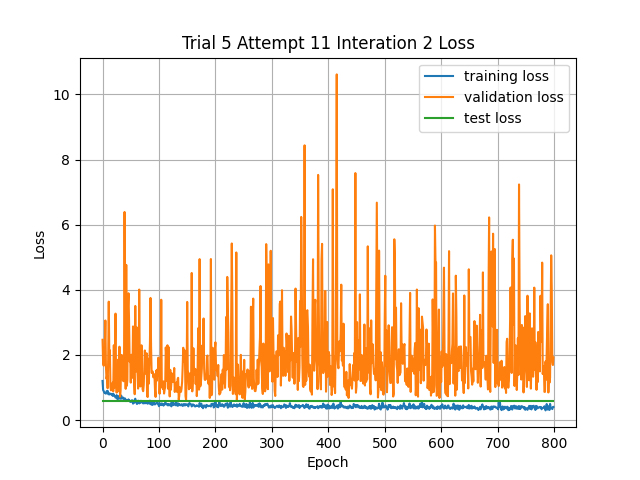 Trial 5 Attempt 11 Interation 2 Loss
training loss
validation loss
test loss
Loss
10
8
6
4
2
0
0 100 200 300 400 500 600 700 800
Epoch